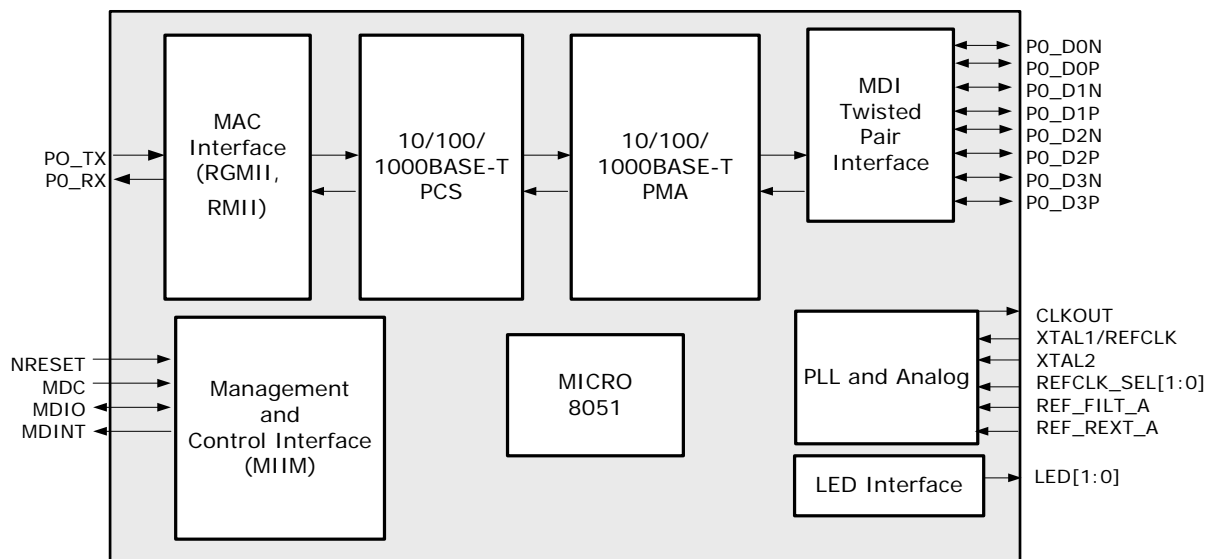 PO_TX
P0_RX
MAC
Interface
(RGMII,
RMII)
10/100/
1000BASE-T
PCS
10/100/
1000BASE-T
PMA
MDI
Twisted
Pair
Interface
P0_D0N
P0_D0P
P0_D1N
P0_D1P
P0_D2N
P0_D2P
P0_D3N
P0_D3P
NRESET
MDC
MDIO
MDINT
Management
and
Control Interface
(MIIM)
MICRO
8051
PLL and Analog
CLKOUT
XTAL1/REFCLK
XTAL2
REFCLK_SEL[1:0]
REF_FILT_A
REF_REXT_A
LED Interface
LED[1:0]